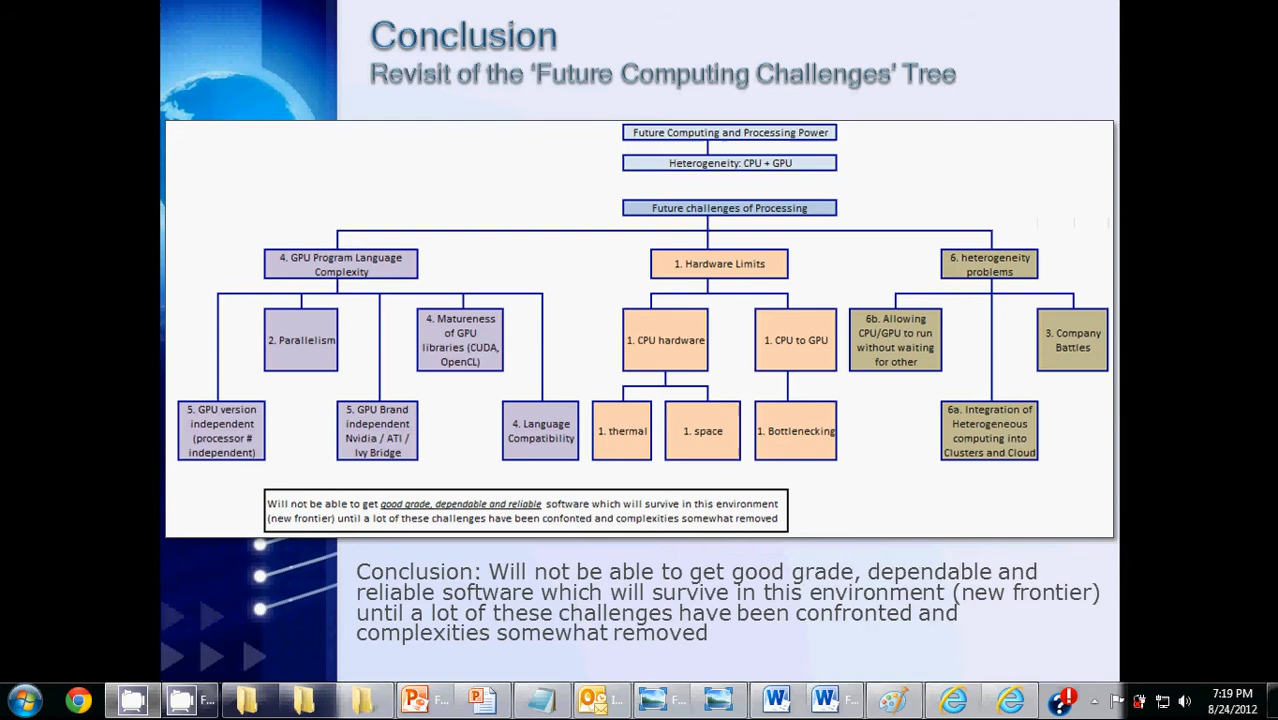 Conclusion
Revisit of the ‘Future Computing Challenges’ Tree
Future Computing and Processing Power
Heterogeneity: CPU + GPU
Future challenges of Processing
4. GPU Program Language
Complexity
1. Hardware Limits
6. heterogeneity
problems
2. Parallelism
4. Matureness
of GPU
libraries (CUDA,
OpenCL)
1. CPU hardware
1. CPU to GPU
6b. Allowing
CPU/GPU to run
without waiting
for other
3. Company
Battles
5. GPU version
independent
(processor #
independent)
5. GPU Brand
independent
Nvidia / ATI /
Ivy Bridge
4. Language
Compatibility
1. thermal
1. space
1. Bottlenecking
6a. Integration of
Heterogeneous
computing into
Clusters and Cloud
Will not be able to get good grade, dependable and reliable software which will survive in this environment
(new frontier) until a lot of these challenges have been confonted and complexities somewhat removed
Conclusion: Will not be able to get good grade, dependable and
reliable software which will survive in this environment (new frontier)
until a lot of these challenges have been confronted and
complexities somewhat removed
F...
F...
I...
F...
F...
7:19 PM
8/24/2012